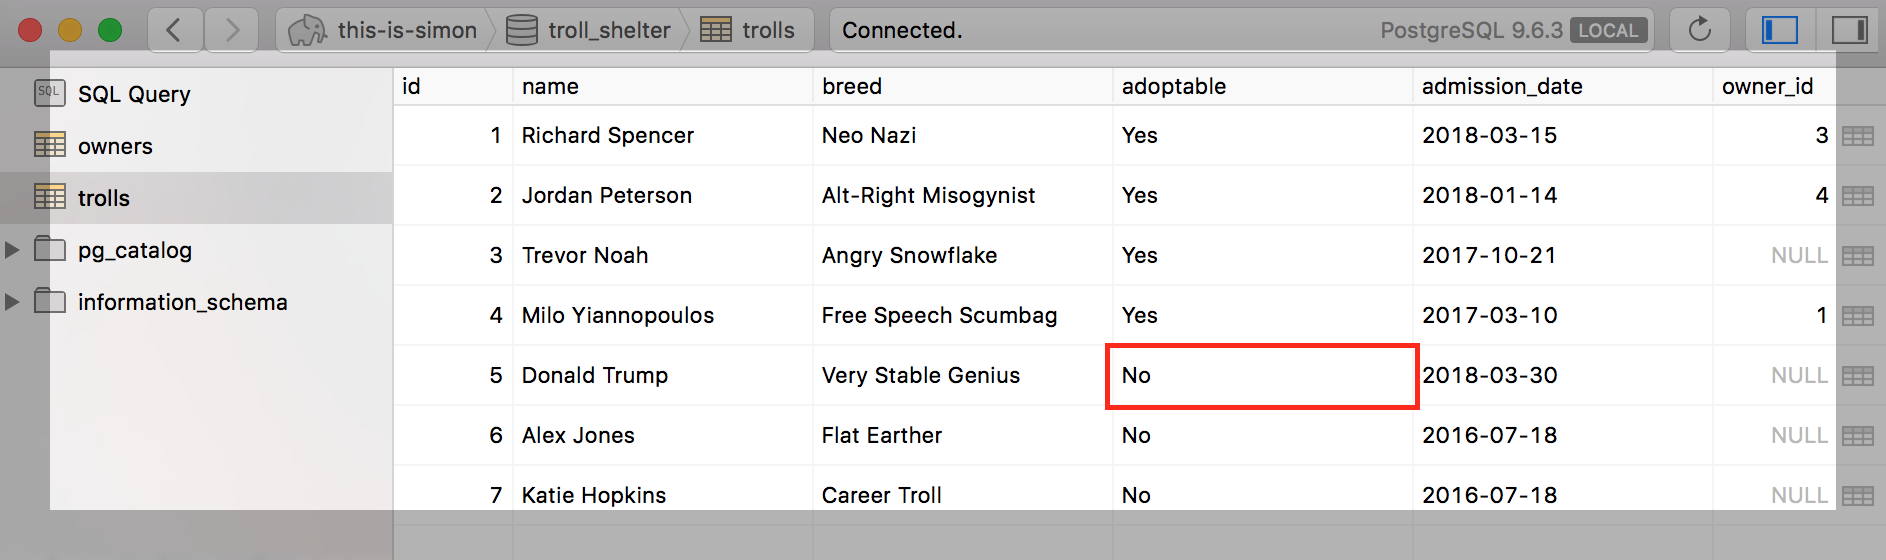 this-is-simon troll_shelter trolls Connected. PostgreSQL 9.6.3 LOCAL
SQL SQL Query
owners
trolls
pg_catalog
information_schema
id name breed adoptable admission_date owner_id
1 Richard Spencer Neo Nazi Yes 2018-03-15 3
2 Jordan Peterson Alt-Right Misogynist Yes 2018-01-14 4
3 Trevor Noah Angry Snowflake Yes 2017-10-21 NULL
4 Milo Yiannopoulos Free Speech Scumbag Yes 2017-03-10 1
5 Donald Trump Very Stable Genius No 2018-03-30 NULL
6 Alex Jones Flat Earther No 2016-07-18 NULL
7 Katie Hopkins Career Troll No 2016-07-18 NULL